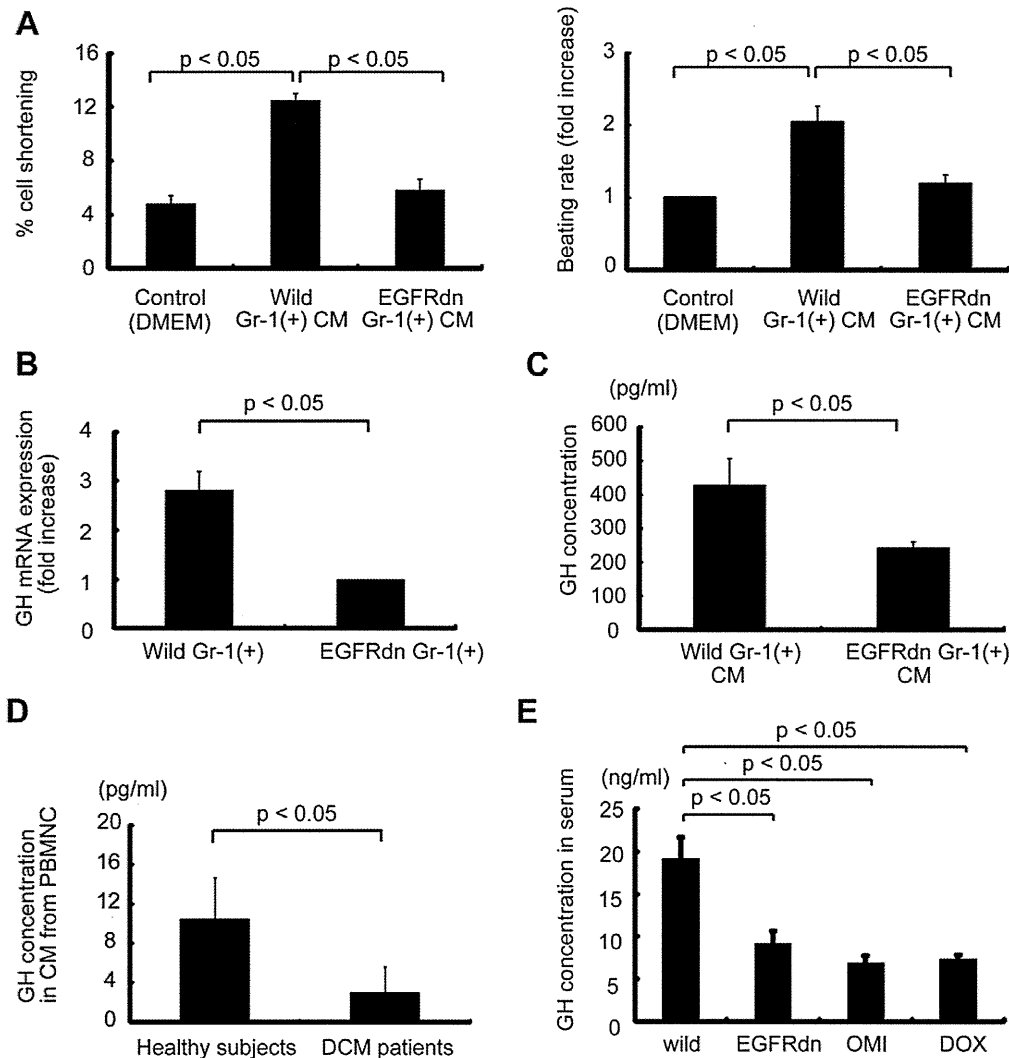 A
% cell shortening
16
12
8
4
0
p < 0.05
p < 0.05
Control
(DMEM)
Wild
Gr-1(+) CM
EGFRdn
Gr-1(+) CM
Beating rate (fold increase)
3
2
1
0
p < 0.05
p < 0.05
Control
(DMEM)
Wild
Gr-1(+) CM
EGFRdn
Gr-1(+) CM
B
GH mRNA expression
(fold increase)
4
3
2
1
0
p < 0.05
Wild Gr-1(+)
EGFRdn Gr-1(+)
C
(pg/ml)
GH concentration
600
500
400
300
200
100
0
p < 0.05
Wild Gr-1(+)
CM
EGFRdn Gr-1(+)
CM
D
(pg/ml)
GH concentration
in CM from PBMNC
20
16
12
8
4
0
p < 0.05
Healthy subjects
DCM patients
E
(ng/ml)
GH concentration in serum
25
20
15
10
5
0
p < 0.05
p < 0.05
p < 0.05
wild
EGFRdn
OMI
DOX